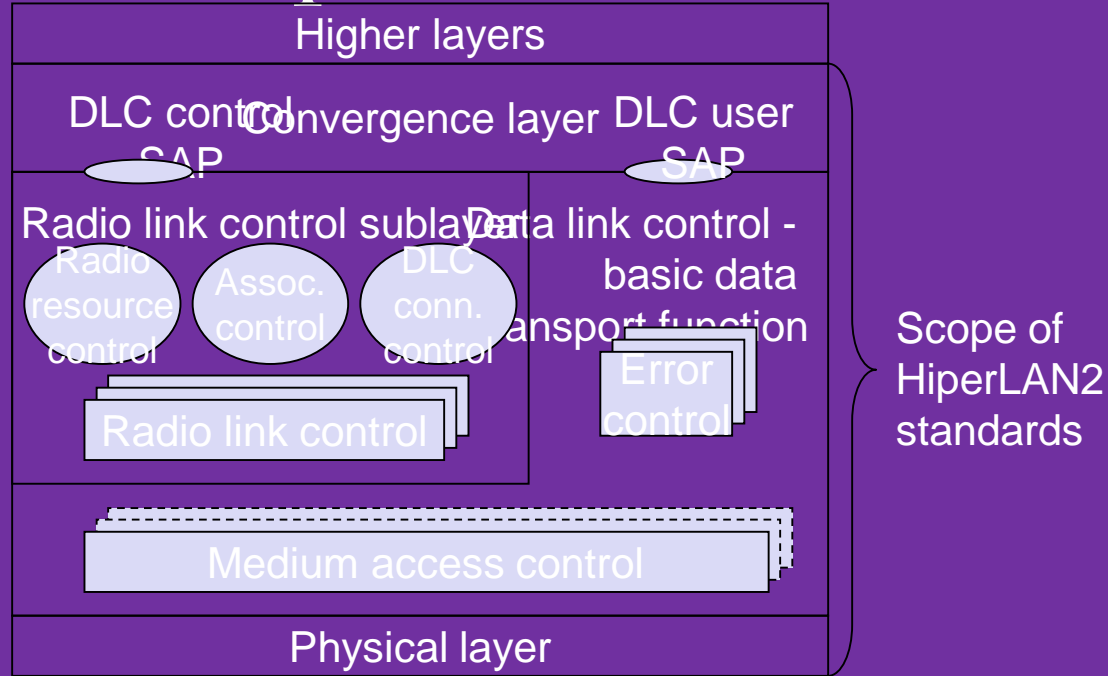 Higher layers
DLC control
SAP
Convergence layer
DLC user
SAP
Radio link control sublayer
Data link control -
basic data
transport function
Radio
resource
control
Assoc.
control
DLC
conn.
control
Error
control
Radio link control
Medium access control
Physical layer
Scope of
HiperLAN2
standards